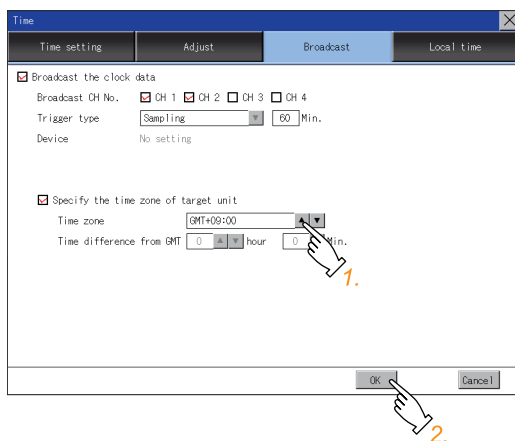 Time
Time setting Adjust Broadcast Local time
Broadcast the clock data
Broadcast CH No. CH 1 CH 2 CH 3 CH 4
Trigger type Sampling 60 Min.
Device No setting
Specify the time zone of target unit
Time zone GMT+09:00
Time difference from GMT 0 hour 0 Min.
1.
OK Cancel
2.